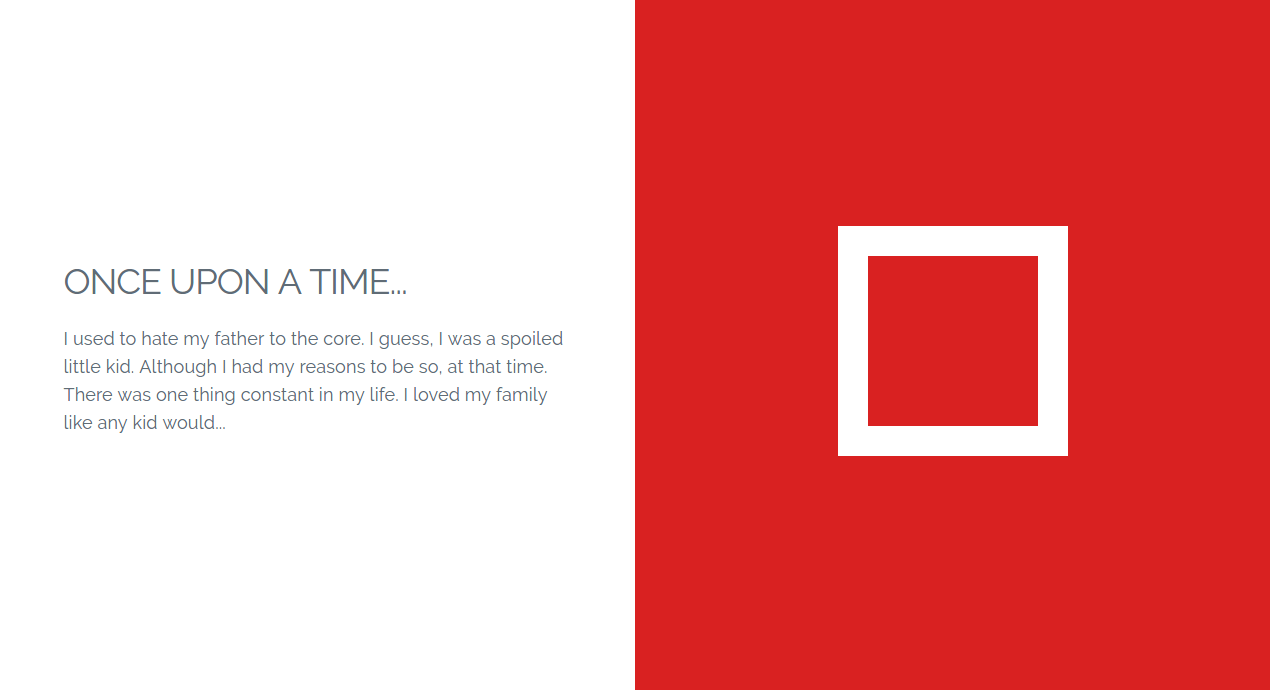 ONCE UPON A TIME...
I used to hate my father to the core. I guess, I was a spoiled
little kid. Although I had my reasons to be so, at that time.
There was one thing constant in my life. I loved my family
like any kid would...